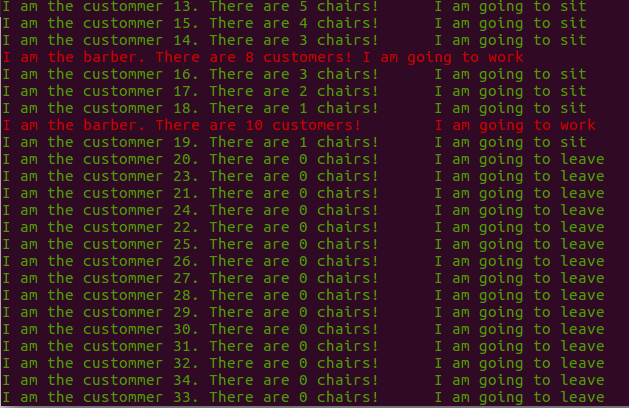 I am the custommer 13. There are 5 chairs! I am going to sit
I am the custommer 15. There are 4 chairs! I am going to sit
I am the custommer 14. There are 3 chairs! I am going to sit
I am the barber. There are 8 customers! I am going to work
I am the custommer 16. There are 3 chairs! I am going to sit
I am the custommer 17. There are 2 chairs! I am going to sit
I am the custommer 18. There are 1 chairs! I am going to sit
I am the barber. There are 10 customers! I am going to work
I am the custommer 19. There are 1 chairs! I am going to sit
I am the custommer 20. There are 0 chairs! I am going to leave
I am the custommer 23. There are 0 chairs! I am going to leave
I am the custommer 21. There are 0 chairs! I am going to leave
I am the custommer 24. There are 0 chairs! I am going to leave
I am the custommer 22. There are 0 chairs! I am going to leave
I am the custommer 25. There are 0 chairs! I am going to leave
I am the custommer 26. There are 0 chairs! I am going to leave
I am the custommer 27. There are 0 chairs! I am going to leave
I am the custommer 28. There are 0 chairs! I am going to leave
I am the custommer 29. There are 0 chairs! I am going to leave
I am the custommer 30. There are 0 chairs! I am going to leave
I am the custommer 31. There are 0 chairs! I am going to leave
I am the custommer 32. There are 0 chairs! I am going to leave
I am the custommer 34. There are 0 chairs! I am going to leave
I am the custommer 33. There are 0 chairs! I am going to leave